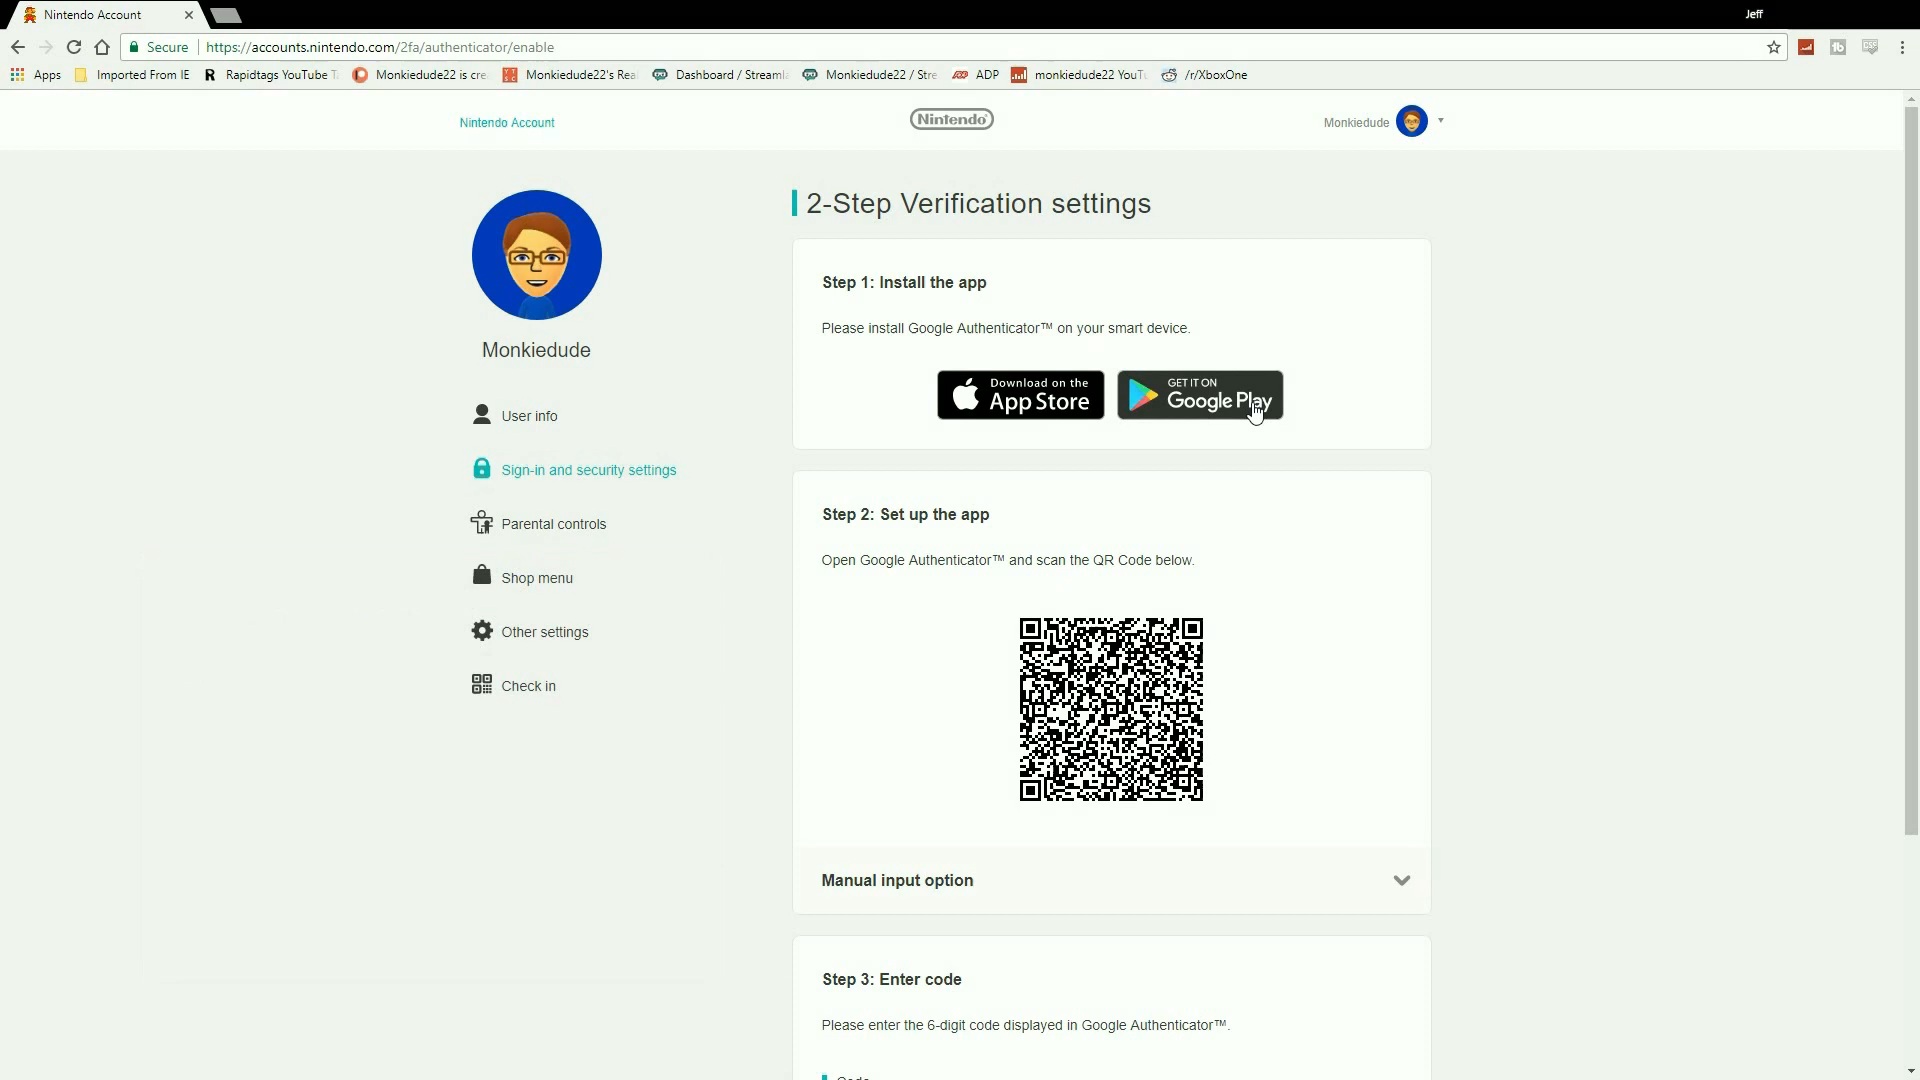 Nintendo Account
Jeff
Secure https://accounts.nintendo.com/2fa/authenticator/enable
Apps Imported From IE Rapidtags YouTube Monkiedude22 is cre Monkiedude22's Rea Dashboard / Streamla Monkiedude22 / Stre ADP monkiedude22 YouTu /r/XboxOne
Nintendo Account
Nintendo
Monkiedude
Monkiedude
User info
Sign-in and security settings
Parental controls
Shop menu
Other settings
Check in
2-Step Verification settings
Step 1: Install the app
Please install Google Authenticator™ on your smart device.
Download on the
App Store
GET IT ON
Google Play
Step 2: Set up the app
Open Google Authenticator™ and scan the QR Code below.
Manual input option
Step 3: Enter code
Please enter the 6-digit code displayed in Google Authenticator™.